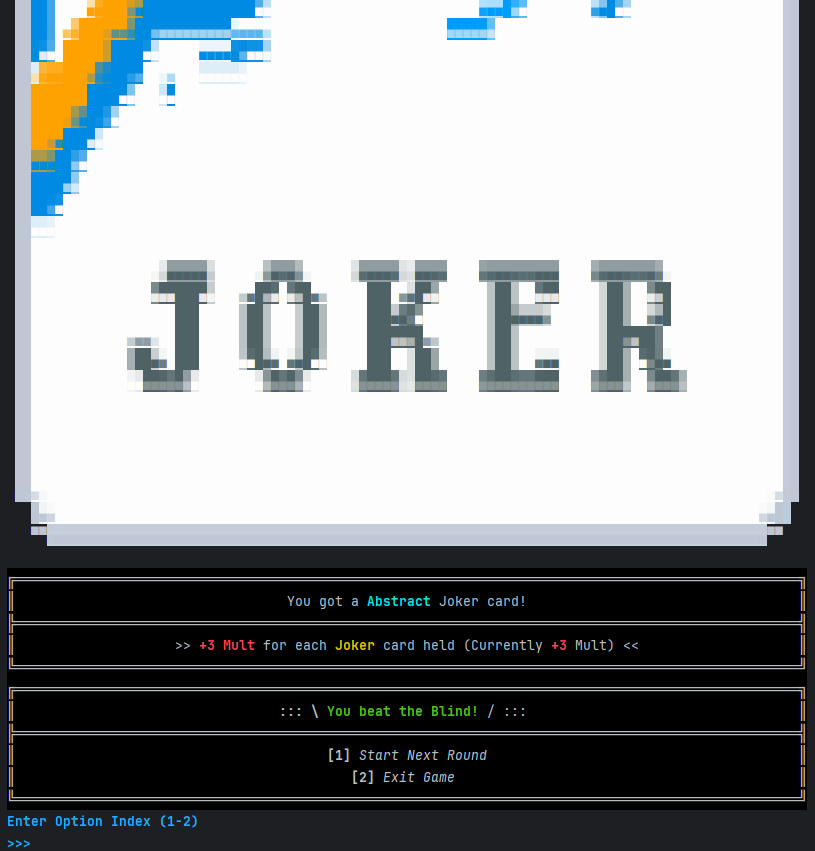 JOKER
You got a Abstract Joker card!
>> +3 Mult for each Joker card held (Currently +3 Mult) <<
::: \ You beat the Blind! / :::
[1] Start Next Round
[2] Exit Game
Enter Option Index (1-2)
>>>